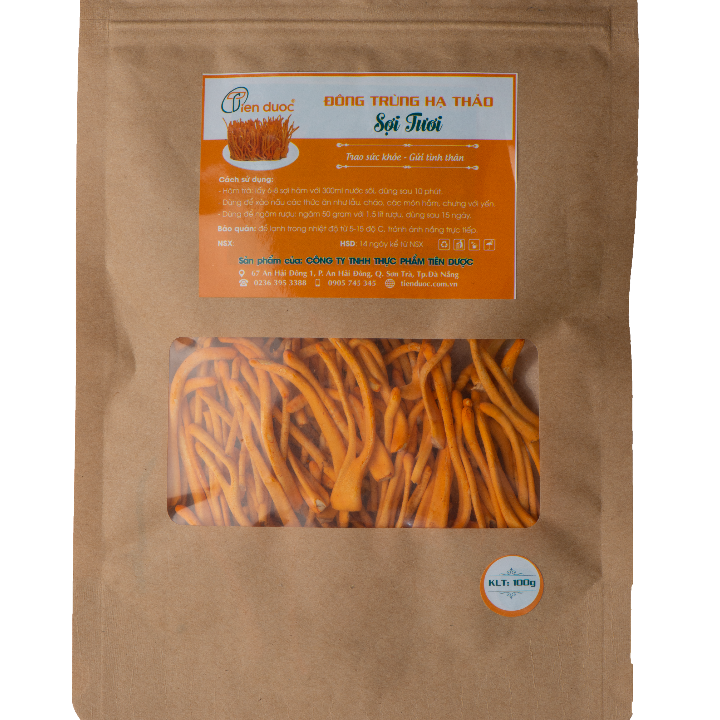 Tien duoc®
ĐÔNG TRÙNG HẠ THẢO
Sợi Tươi
Trao sức khỏe - Gửi tình thân
Cách sử dụng:
- Hãm trà: lấy 6-8 sợi hãm với 300ml nước sôi, dùng sau 10 phút.
- Dùng để xào nấu các thức ăn như lẩu, cháo, các món hầm, chưng với yến.
- Dùng để ngâm rượu: ngâm 50 gram với 1.5 lít rượu, dùng sau 15 ngày.
Bảo quản: để lạnh trong nhiệt độ từ 5-15 độ C, tránh ánh nắng trực tiếp.
NSX: HSD: 14 ngày kể từ NSX
Sản phẩm của: CÔNG TY TNHH THỰC PHẨM TIÊN DƯỢC
67 An Hải Đông 1, P. An Hải Đông, Q. Sơn Trà, Tp.Đà Nẵng
0236 395 3388 0905 745 345 tienduoc.com.vn
KLT: 100g